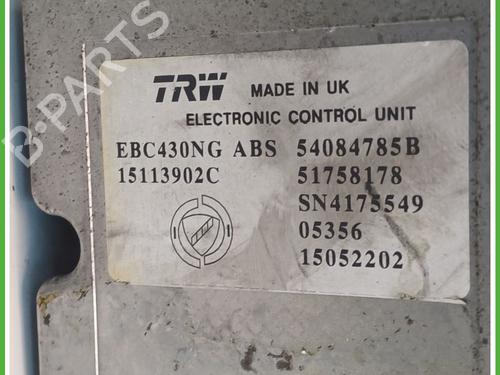 B-PARTS
TRW MADE IN UK
ELECTRONIC CONTROL UNIT
EBC430NG ABS 54084785B
15113902C 51758178
SN4175549
05356
15052202